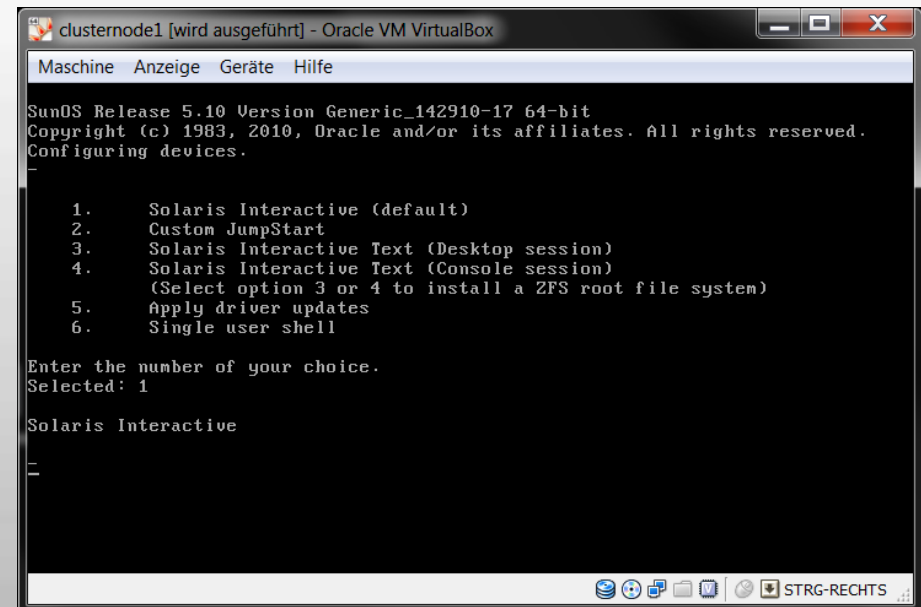 clusternode1 [wird ausgeführt] - Oracle VM VirtualBox
Maschine Anzeige Geräte Hilfe
SunOS Release 5.10 Version Generic_142910-17 64-bit
Copyright (c) 1983, 2010, Oracle and/or its affiliates. All rights reserved.
Configuring devices.
1. Solaris Interactive (default)
2. Custom JumpStart
3. Solaris Interactive Text (Desktop session)
4. Solaris Interactive Text (Console session)
(Select option 3 or 4 to install a ZFS root file system)
5. Apply driver updates
6. Single user shell
Enter the number of your choice.
Selected: 1
Solaris Interactive
STRG-RECHTS